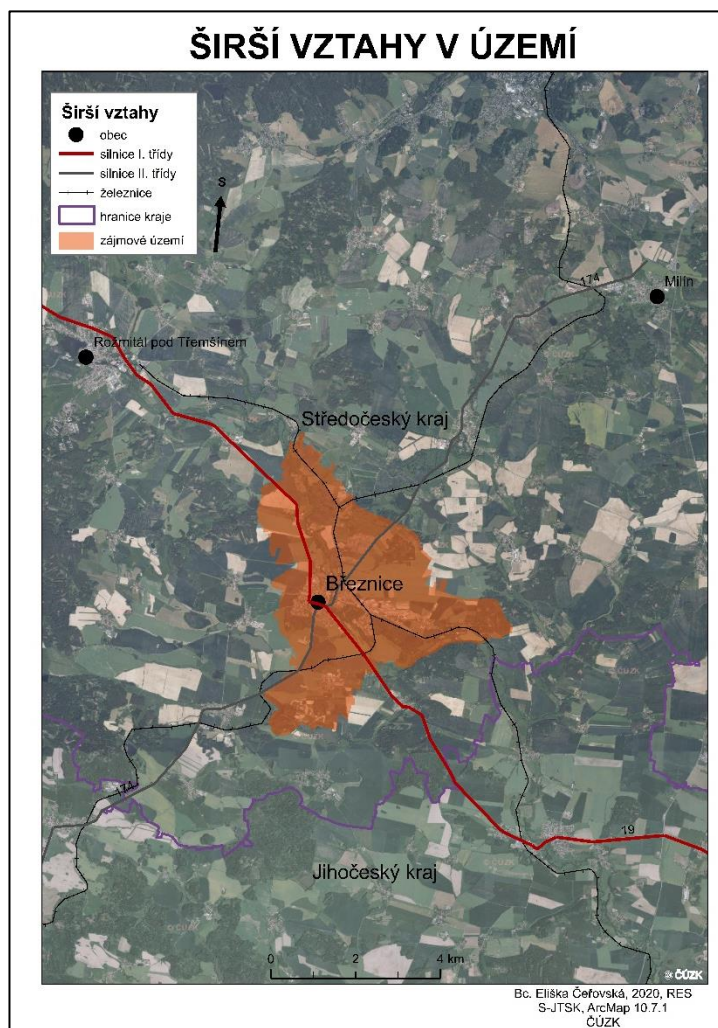 ŠIRŠÍ VZTAHY V ÚZEMÍ
Širší vztahy
obec
silnice I. třídy
silnice II. třídy
železnice
hranice kraje
zájmové území
S
174
Milín
Rožmitál pod Třemšínem
Středočeský kraj
Březnice
174
19
Jihočeský kraj
0 2 4 km
© ČÚZK
Bc. Eliška Čeřovská, 2020, RES
S-JTSK, ArcMap 10.7.1
ČÚZK